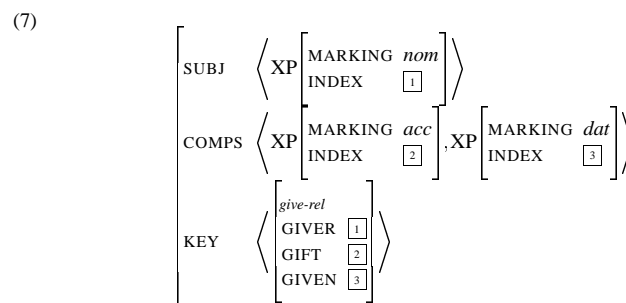 (7)
MARKING nom
SUBJ ⟨ XP INDEX 1 ⟩
MARKING acc MARKING dat
COMPS ⟨ XP INDEX 2 , XP INDEX 3 ⟩
give-rel
GIVER 1
KEY ⟨ GIFT 2 ⟩
GIVEN 3